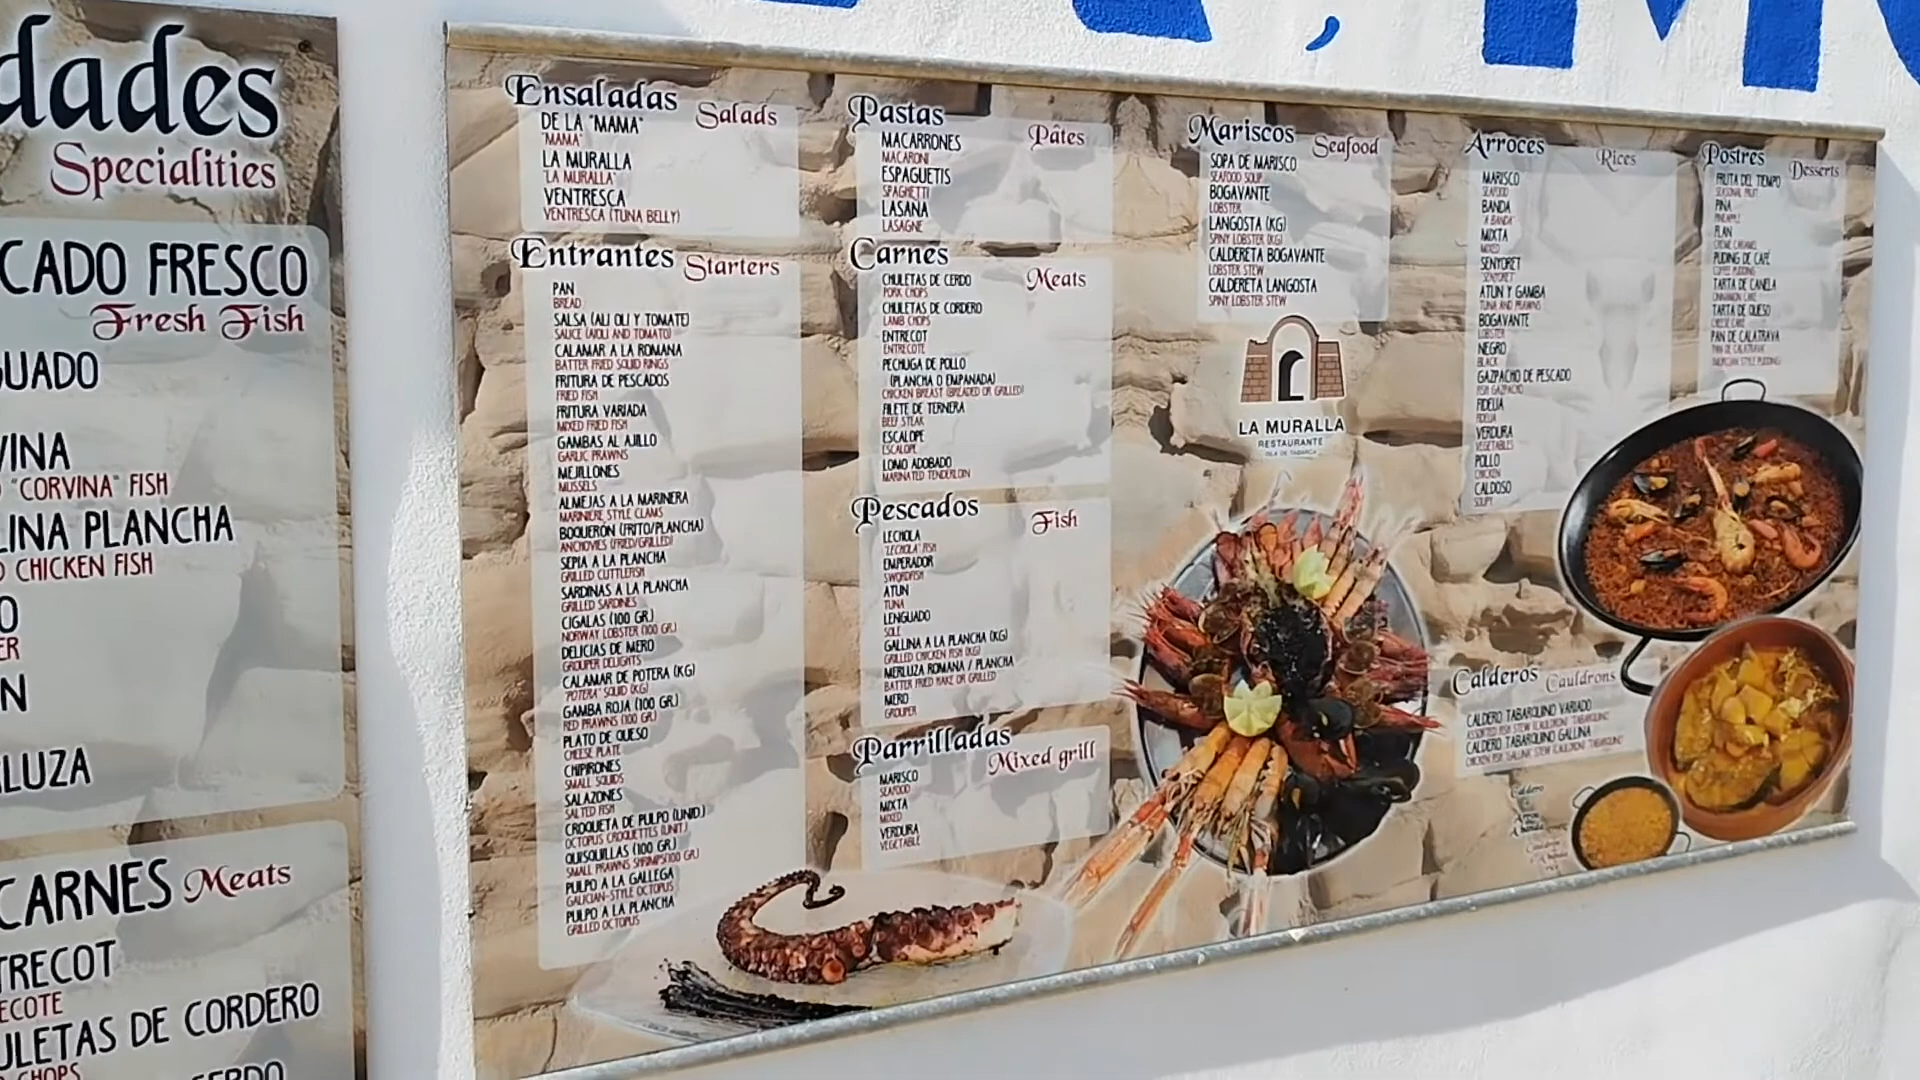 dades
Specialities
CADO FRESCO
Fresh Fish
GUADO
VINA
"CORVINA" FISH
LINA PLANCHA
CHICKEN FISH
LUZA
CARNES Meats
TRECOT
ECOTE
ULETAS DE CORDERO
CHOPS
Ensaladas Salads
DE LA "MAMA"
"MAMA"
LA MURALLA
"LA MURALLA"
VENTRESCA
VENTRESCA (TUNA BELLY)
Entrantes Starters
PAN
BREAD
SALSA (ALI OLI Y TOMATE)
SAUCE (AIOLI AND TOMATO)
CALAMAR A LA ROMANA
BATTER FRIED SQUID RINGS
FRITURA DE PESCADOS
FRIED FISH
FRITURA VARIADA
MIXED FRIED FISH
GAMBAS AL AJILLO
GARLIC PRAWNS
MEJILLONES
MUSSELS
ALMEJAS A LA MARINERA
MARINIERE STYLE CLAMS
BOQUERÓN (FRITO/PLANCHA)
ANCHOVIES (FRIED/GRILLED)
SEPIA A LA PLANCHA
GRILLED CUTTLEFISH
SARDINAS A LA PLANCHA
GRILLED SARDINES
CIGALAS (100 GR.)
NORWAY LOBSTER (100 GR.)
DELICIAS DE MERO
GROUPER DELIGHTS
CALAMAR DE POTERA (KG)
"POTERA" SQUID (KG)
GAMBA ROJA (100 GR.)
RED PRAWNS (100 GR.)
PLATO DE QUESO
CHEESE PLATE
CHIPIRONES
SMALL SQUIDS
SALAZONES
SALTED FISH
CROQUETA DE PULPO (UNID.)
OCTOPUS CROQUETTES (UNIT.)
QUISQUILLAS (100 GR.)
SMALL PRAWNS SHRIMPS(100 GR.)
PULPO A LA GALLEGA
GALICIAN-STYLE OCTOPUS
PULPO A LA PLANCHA
GRILLED OCTOPUS
Pastas Pâtes
MACARRONES
MACARONI
ESPAGUETIS
SPAGHETTI
LASANA
LASAGNE
Carnes Meats
CHULETAS DE CERDO
PORK CHOPS
CHULETAS DE CORDERO
LAMB CHOPS
ENTRECOT
ENTRECOTE
PECHUGA DE POLLO
(PLANCHA O EMPANADA)
CHICKEN BREAST (BREADED OR GRILLED)
FILETE DE TERNERA
BEEF STEAK
ESCALOPE
ESCALOPE
LOMO ADOBADO
MARINATED TENDERLOIN
Pescados Fish
LECHOLA
"LECHOLA" FISH
EMPERADOR
SWORDFISH
ATUN
TUNA
LENGUADO
SOLE
GALLINA A LA PLANCHA (KG)
GRILLED CHICKEN FISH (KG)
MERLUZA ROMANA / PLANCHA
BATTER FRIED HAKE OR GRILLED
MERO
GROUPER
Parrilladas Mixed grill
MARISCO
SEAFOOD
MIXTA
MIXED
VERDURA
VEGETABLE
Mariscos Seafood
SOPA DE MARISCO
SEAFOOD SOUP
BOGAVANTE
LOBSTER
LANGOSTA (KG)
SPINY LOBSTER (KG)
CALDERETA BOGAVANTE
LOBSTER STEW
CALDERETA LANGOSTA
SPINY LOBSTER STEW
LA MURALLA
RESTAURANTE
ISLA DE TABARCA
Arroces Rices
MARISCO
SEAFOOD
BANDA
"A BANDA"
MIXTA
MIXED
SENYORET
"SENYORET"
ATUN Y GAMBA
TUNA AND PRAWNS
BOGAVANTE
LOBSTER
NEGRO
BLACK
GAZPACHO DE PESCADO
FISH GAZPACHO
FIDEUA
FIDEUA
VERDURA
VEGETABLES
POLLO
CHICKEN
CALDOSO
SOUPY
Postres Desserts
FRUTA DEL TIEMPO
SEASONAL FRUIT
PIÑA
PINEAPPLE
FLAN
CREME CARAMEL
PUDING DE CAFÉ
COFFEE PUDDING
TARTA DE CANELA
CINNAMON CAKE
TARTA DE QUESO
CHEESE CAKE
PAN DE CALATRAVA
Calderos Cauldrons
CALDERO TABARQUINO VARIADO
ASSORTED FISH STEW (CAULDRON) "TABARQUINO"
CALDERO TABARQUINO GALLINA
CHICKEN FISH "GALLINA" STEW (CAULDRON) "TABARQUINO"
Caldero